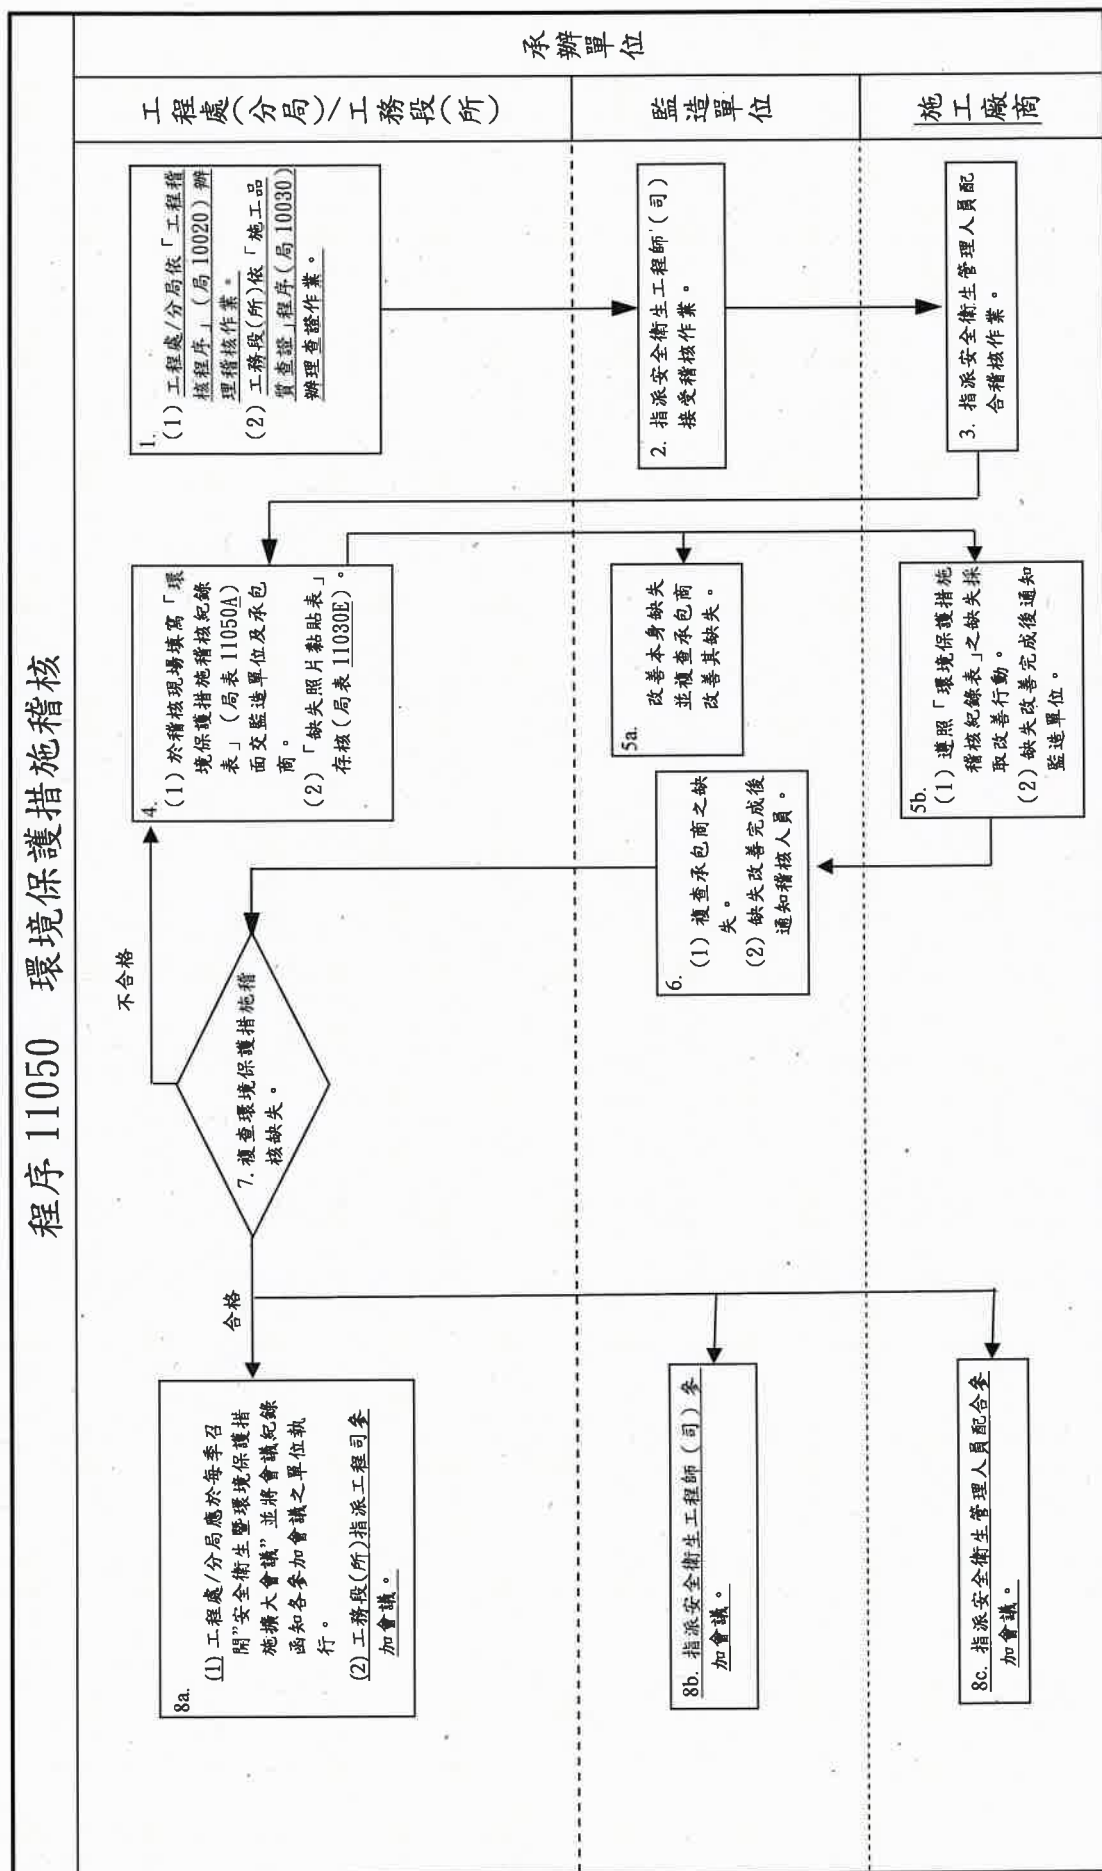 程序 11050 環境保護措施稽核
承辦單位
工程處(分局)/工務段(所)
監造單位
施工廠商
1.
(1) 工程處/分局依「工程稽
核程序」(局 10020) 辦
理稽核作業。
(2) 工務段(所)依「施工品
質查證」程序(局 10030)
辦理查證作業。
2. 指派安全衛生工程師(司)
接受稽核作業。
3. 指派安全衛生管理人員配
合稽核作業。
4.
(1) 於稽核現場填寫「環
境保護措施稽核紀錄
表」(局表 11050A)
面交監造單位及承包
商。
(2) 「缺失照片黏貼表」
存核(局表 11030E)。
5a.
改善本身缺失
並複查承包商
改善其缺失。
5b.
(1) 遵照「環境保護措施
稽核紀錄表」之缺失採
取改善行動。
(2) 缺失改善完成後通知
監造單位。
6.
(1) 複查承包商之缺
失。
(2) 缺失改善完成後
通知稽核人員。
7. 複查環境保護措施稽
核缺失。
不合格
合格
8a.
(1) 工程處/分局應於每季召
開”安全衛生暨環境保護措
施擴大會議”並將會議紀錄
函知各參加會議之單位執
行。
(2) 工務段(所)指派工程司參
加會議。
8b. 指派安全衛生工程師(司)參
加會議。
8c. 指派安全衛生管理人員配合參
加會議。